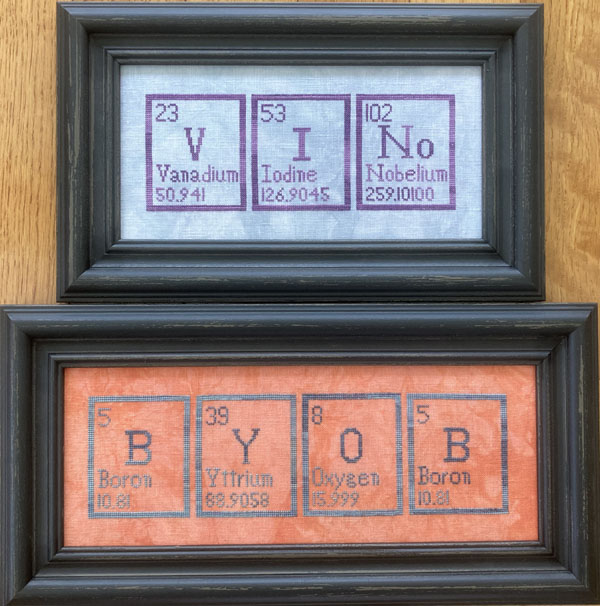 23 53 102
V I No
Vanadium Iodine Nobelium
50.941 126.9045 259.10100
5 39 8 5
B Y O B
Boron Yttrium Oxygen Boron
10.81 88.9058 15.999 10.81